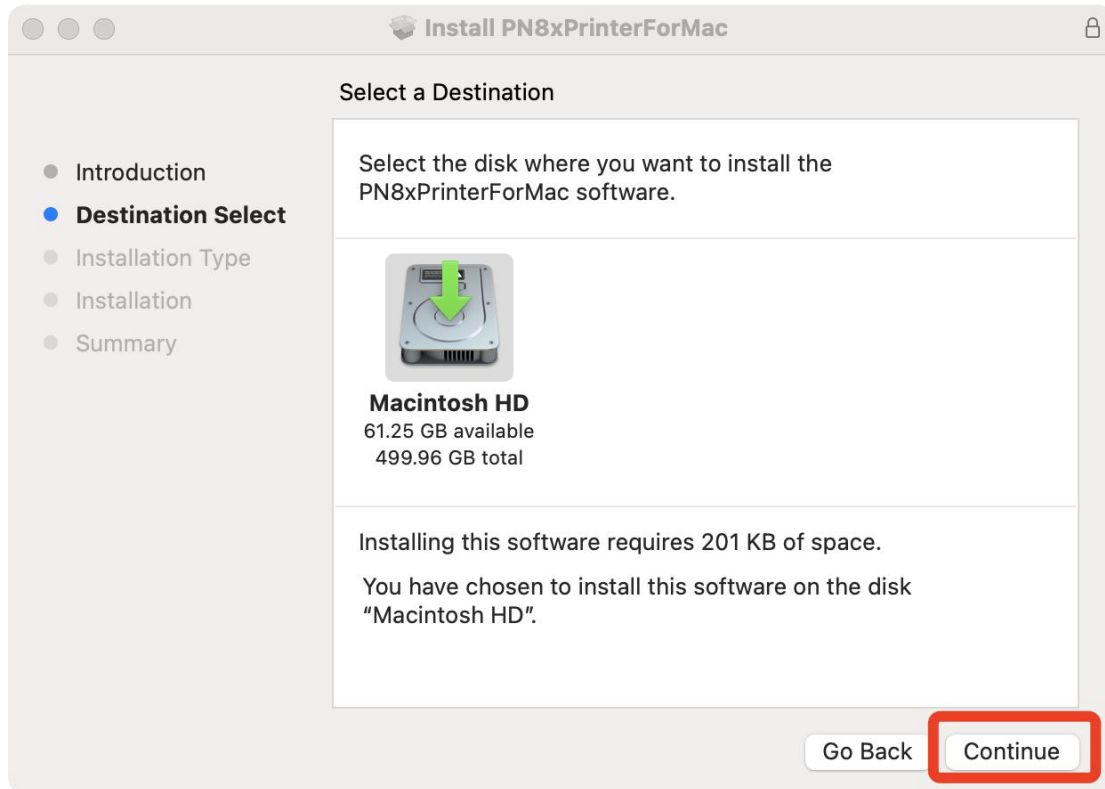 Install PN8xPrinterForMac
Select a Destination
Introduction
Destination Select
Installation Type
Installation
Summary
Select the disk where you want to install the
PN8xPrinterForMac software.
Macintosh HD
61.25 GB available
499.96 GB total
Installing this software requires 201 KB of space.
You have chosen to install this software on the disk
“Macintosh HD”.
Go Back
Continue